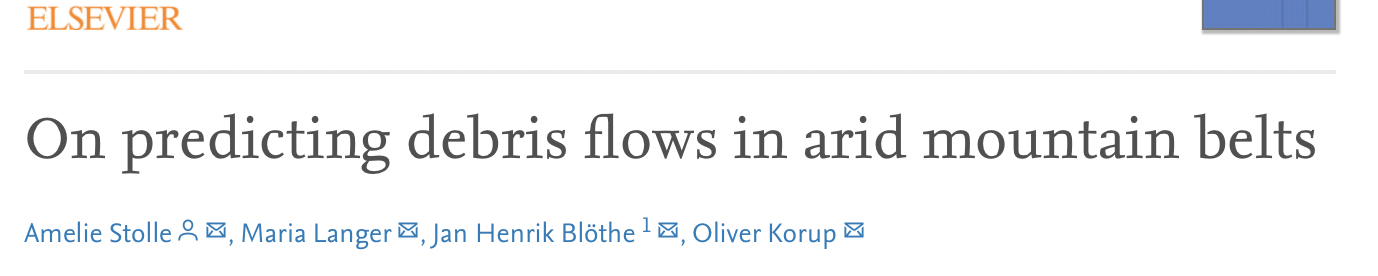 ELSEVIER
On predicting debris flows in arid mountain belts
Amelie Stolle, Maria Langer, Jan Henrik Blöthe 1, Oliver Korup